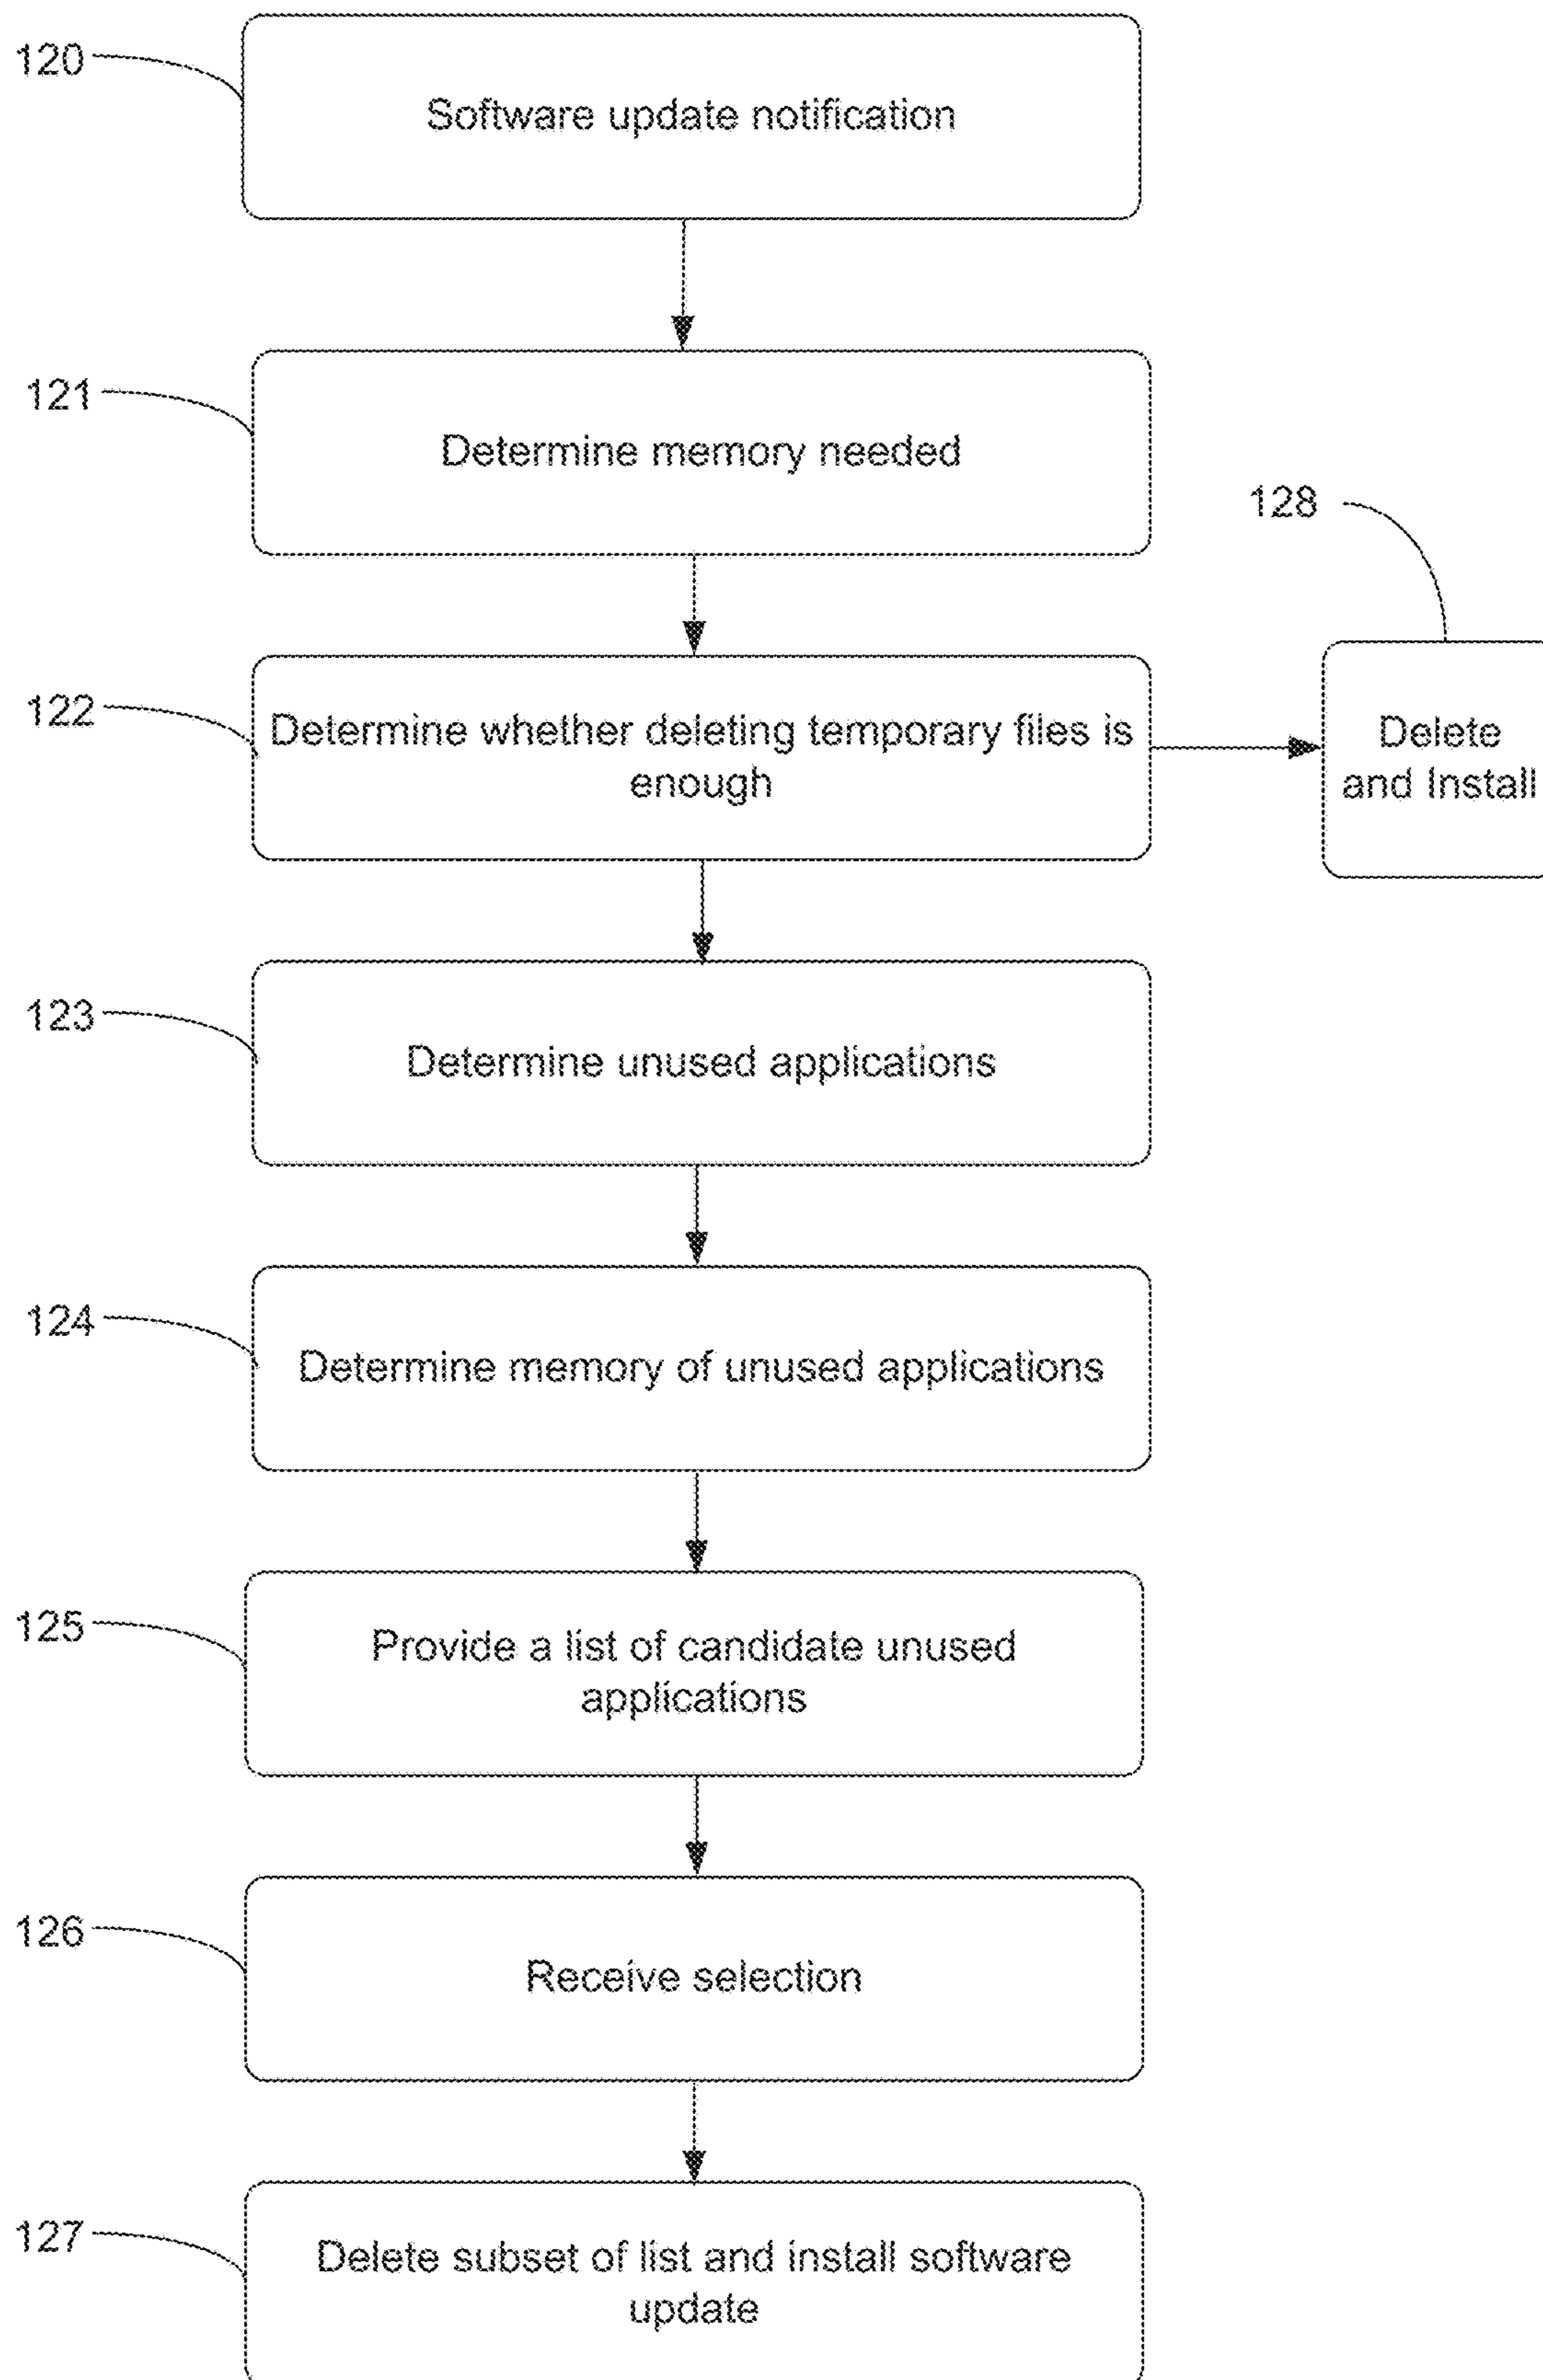 120
Software update notification
121
Determine memory needed
128
122
Determine whether deleting temporary files is
enough
Delete
and Install
123
Determine unused applications
124
Determine memory of unused applications
125
Provide a list of candidate unused
applications
126
Receive selection
127
Delete subset of list and install software
update